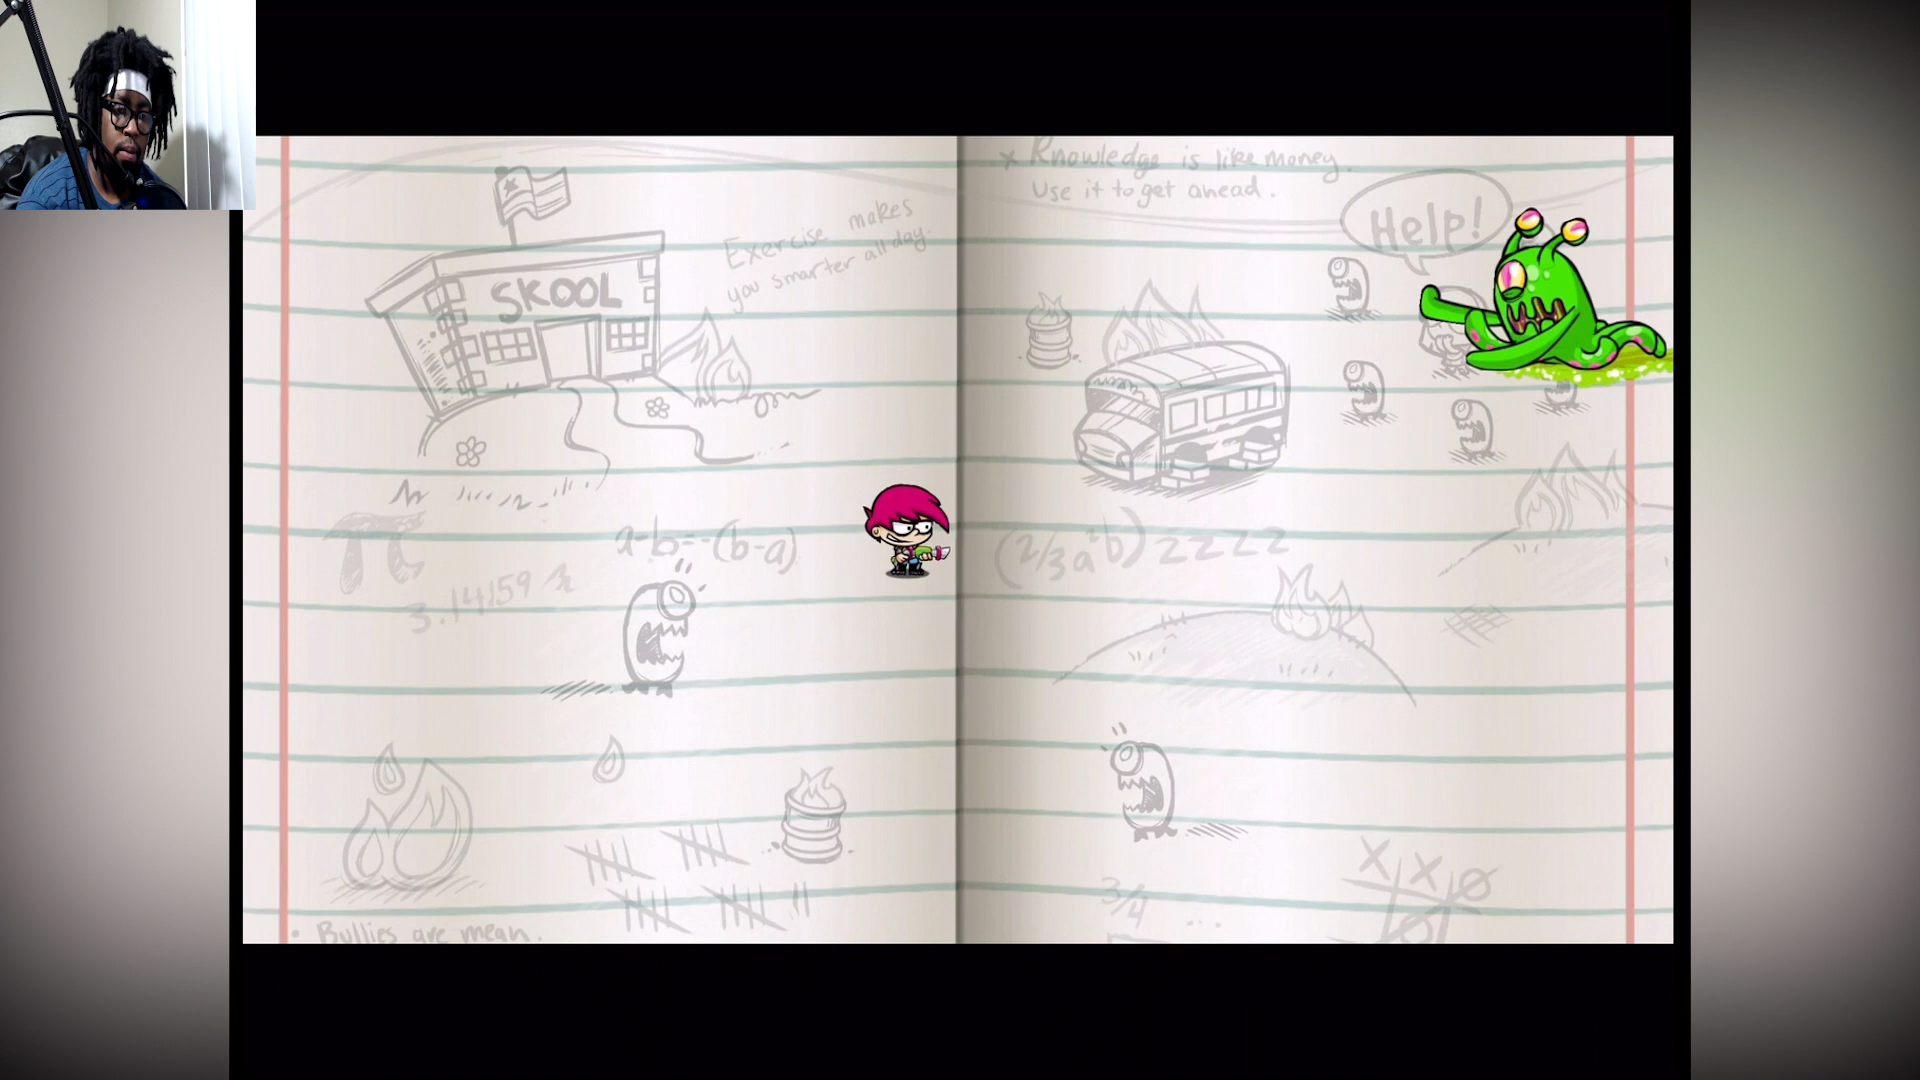 x Knowledge is like money.
Use it to get ahead.
Exercise makes
you smarter all day.
Help!
SKOOL
a-b=-(b-a)
(2/3a²b)zzzz
π
3.14159
X X O
O
3/4
...
• Bullies are mean.